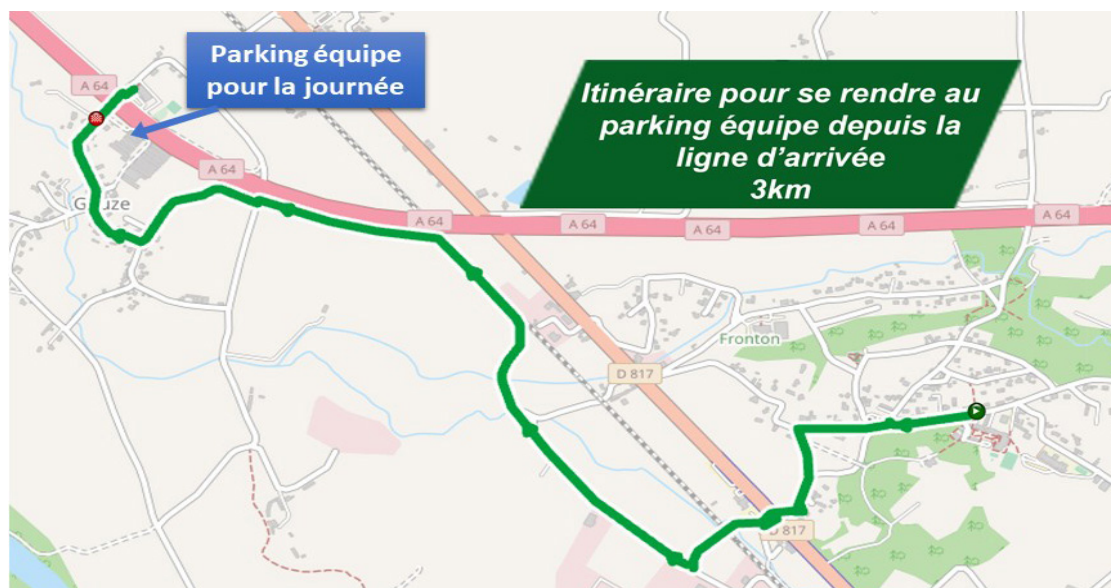 Parking équipe
pour la journée
Itinéraire pour se rendre au
parking équipe depuis la
ligne d'arrivée
3km
A 64
A 64
A 64
A 64
A 64
A 64
A 64
Fronton
D 817
D 817